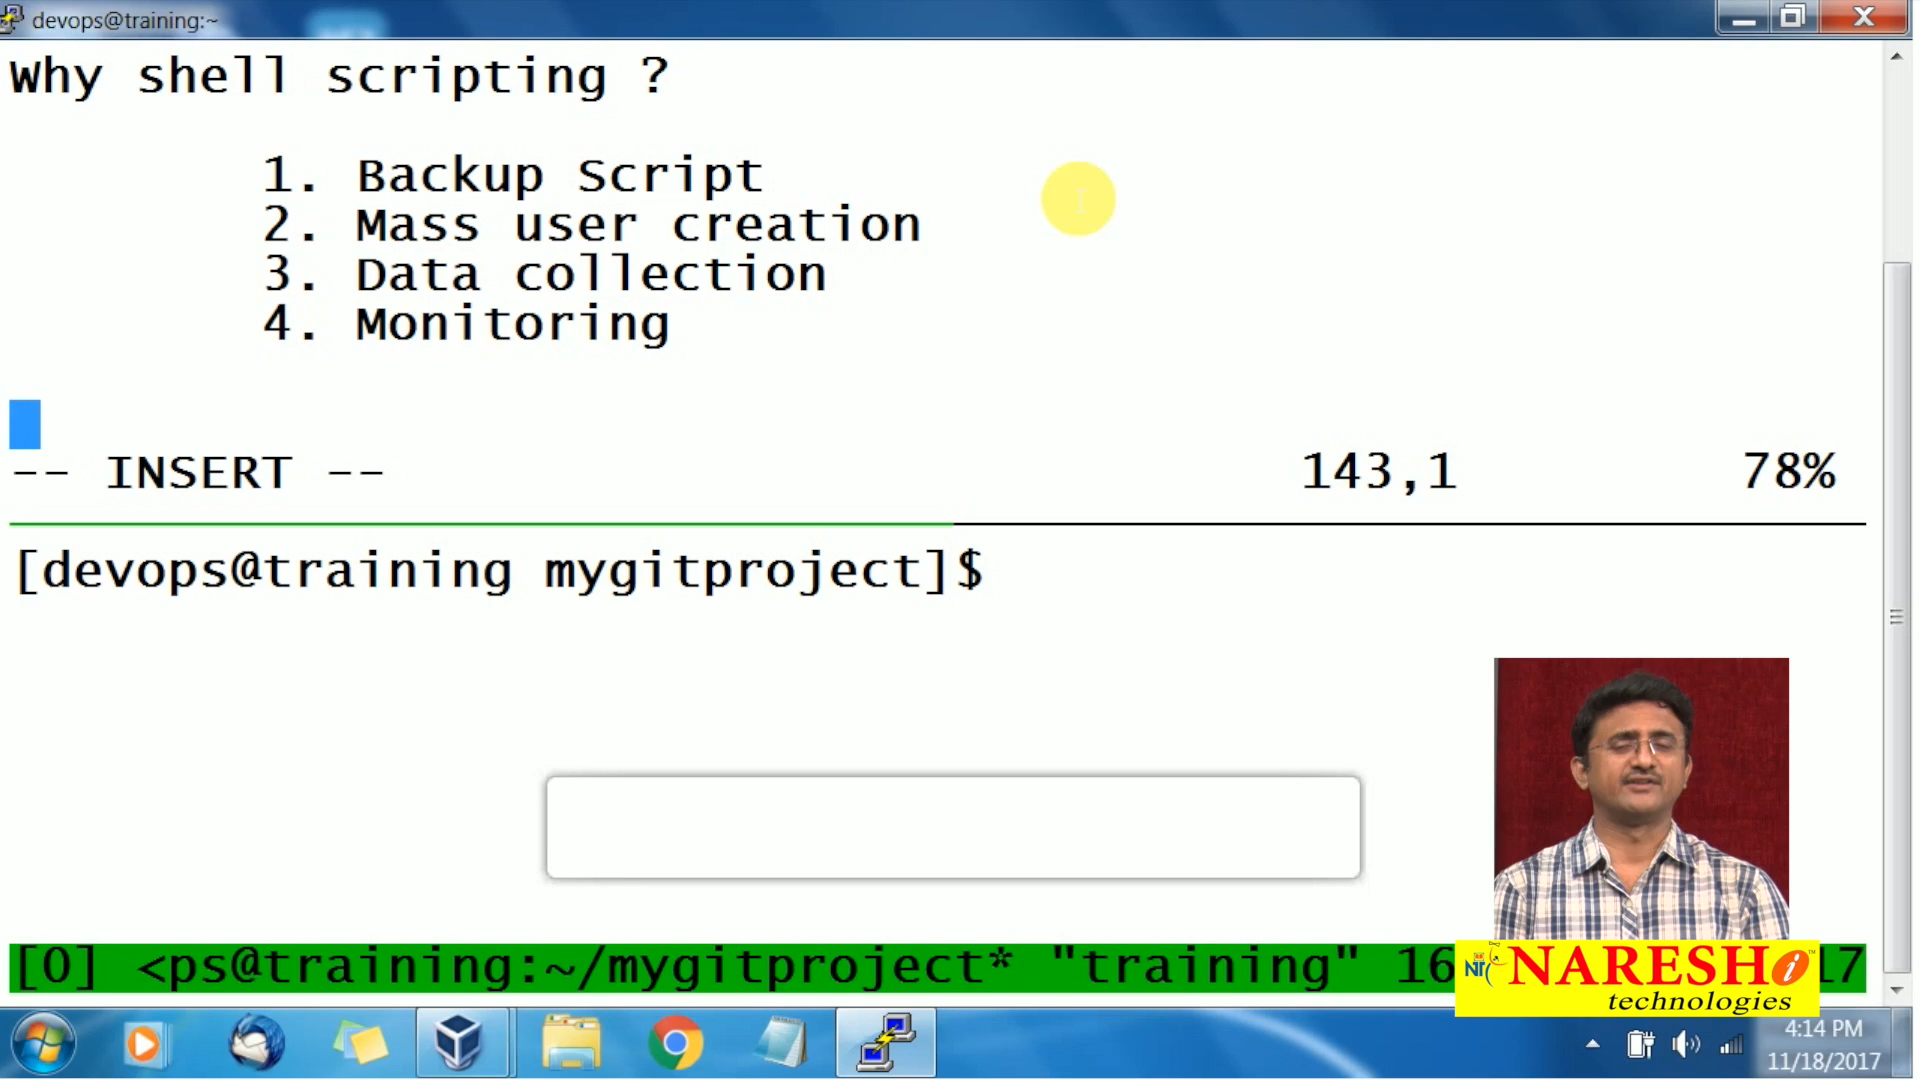 devops@training:~
Why shell scripting ?
1. Backup Script
2. Mass user creation
3. Data collection
4. Monitoring
-- INSERT -- 143,1 78%
[devops@training mygitproject]$
[0] <ps@training:~/mygitproject* "training" 16
17
NARESH i
technologies
4:14 PM
11/18/2017